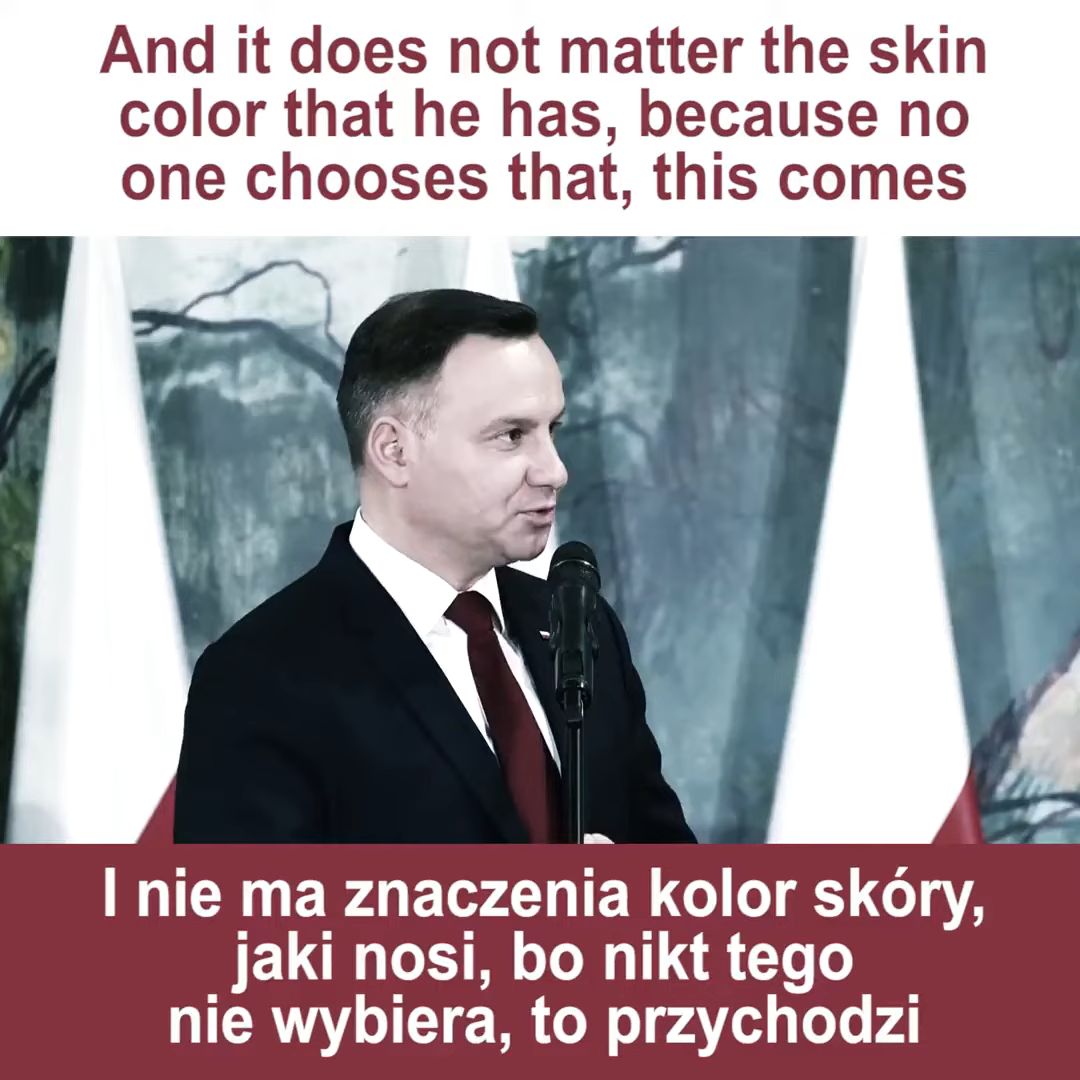 And it does not matter the skin
color that he has, because no
one chooses that, this comes
I nie ma znaczenia kolor skóry,
jaki nosi, bo nikt tego
nie wybiera, to przychodzi